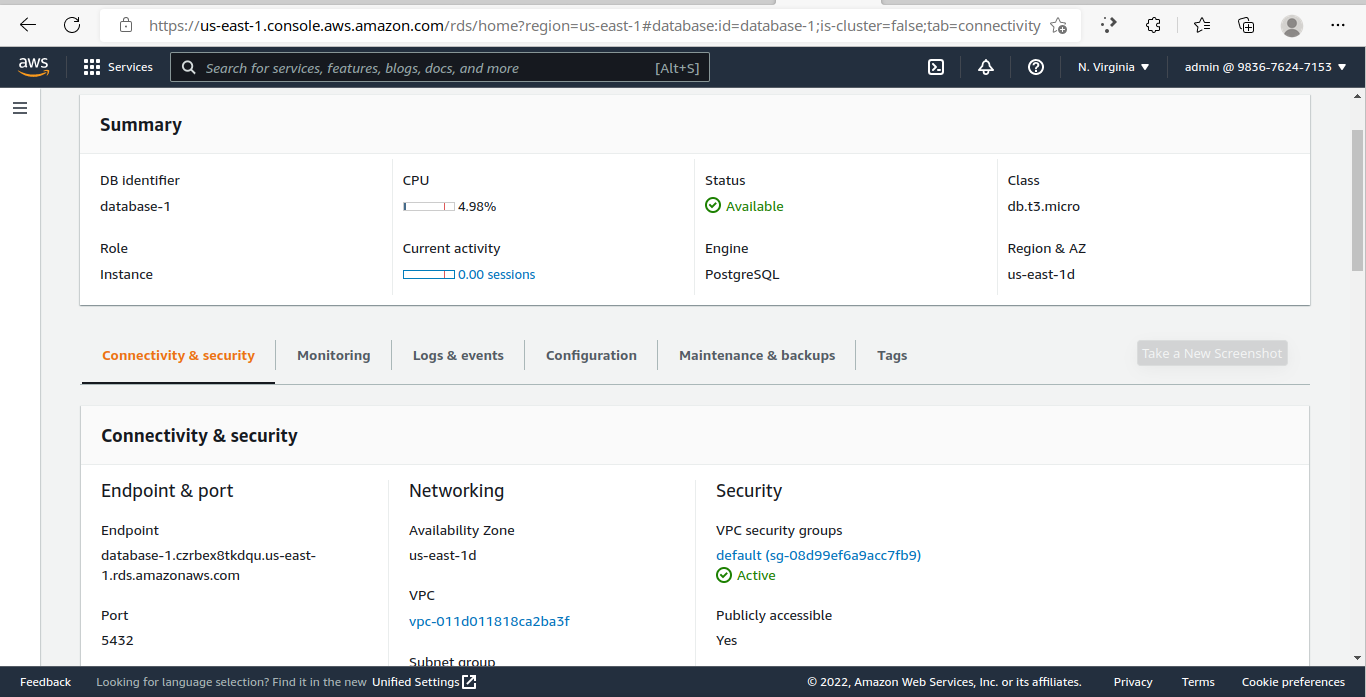 https://us-east-1.console.aws.amazon.com/rds/home?region=us-east-1#database:id=database-1;is-cluster=false;tab=connectivity
aws
Services
Search for services, features, blogs, docs, and more
[Alt+S]
N. Virginia
admin @ 9836-7624-7153
Summary
DB identifier
database-1
CPU
4.98%
Status
Available
Class
db.t3.micro
Role
Instance
Current activity
0.00 sessions
Engine
PostgreSQL
Region & AZ
us-east-1d
Connectivity & security
Monitoring
Logs & events
Configuration
Maintenance & backups
Tags
Take a New Screenshot
Connectivity & security
Endpoint & port
Endpoint
database-1.czrbex8tkdqu.us-east-
1.rds.amazonaws.com
Port
5432
Networking
Availability Zone
us-east-1d
VPC
vpc-011d011818ca2ba3f
Subnet group
Security
VPC security groups
default (sg-08d99ef6a9acc7fb9)
Active
Publicly accessible
Yes
Feedback
Looking for language selection? Find it in the new Unified Settings
© 2022, Amazon Web Services, Inc. or its affiliates.
Privacy
Terms
Cookie preferences